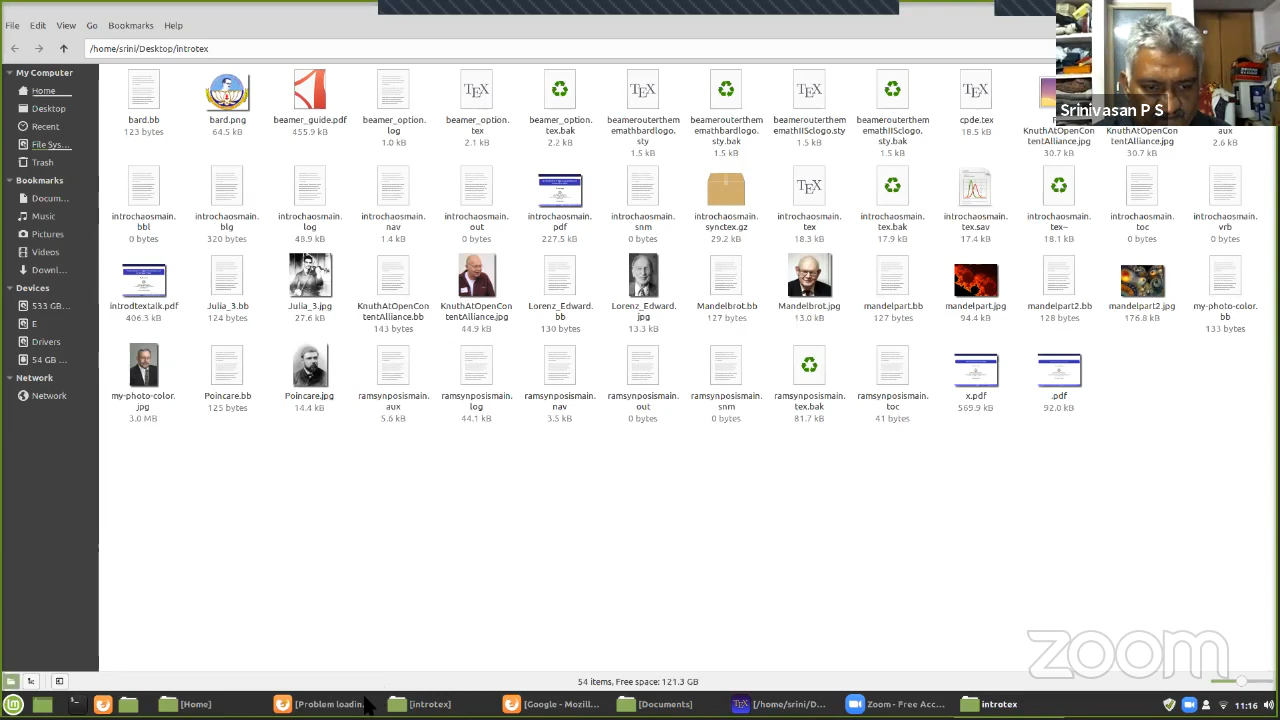 File Edit View Go Bookmarks Help
/home/srini/Desktop/introtex
Srinivasan P S
My Computer
Home
Desktop
Recent
File Sys...
Trash
Bookmarks
Docum...
Music
Pictures
Videos
Downl...
Devices
533 GB...
E
Drivers
54 GB ...
Network
Network
bard.bb
123 bytes
bard.png
64.5 kB
beamer_guide.pdf
455.9 kB
beamer_option.
log
1.0 kB
TEX
beamer_option.
tex
2.1 kB
beamer_option.
tex.bak
2.2 kB
TEX
beamerouterthem
emathbardlogo.
sty
1.5 kB
beamerouterthem
emathbardlogo.
sty.bak
1.5 kB
TEX
beamerouterthem
emathIISclogo.sty
1.5 kB
beamerouterthem
emathIISclogo.
sty.bak
1.5 kB
TEX
cpde.tex
18.5 kB
KnuthAtOpenCon
tentAlliance.jpg
30.7 kB
KnuthAtOpenCon
tentAlliance.jpg
30.7 kB
aux
2.6 kB
introchaosmain.
bbl
0 bytes
introchaosmain.
blg
320 bytes
introchaosmain.
log
48.9 kB
introchaosmain.
nav
1.4 kB
introchaosmain.
out
0 bytes
introchaosmain.
pdf
227.5 kB
introchaosmain.
snm
0 bytes
introchaosmain.
synctex.gz
29.2 kB
TEX
introchaosmain.
tex
18.3 kB
introchaosmain.
tex.bak
17.9 kB
introchaosmain.
tex.sav
17.4 kB
introchaosmain.
tex~
18.1 kB
introchaosmain.
toc
0 bytes
introchaosmain.
vrb
0 bytes
introdtextalk.pdf
406.3 kB
Julia_3.bb
124 bytes
Julia_3.jpg
27.6 kB
KnuthAtOpenCon
tentAlliance.bb
143 bytes
KnuthAtOpenCon
tentAlliance.jpg
44.9 kB
Lorenz_Edward.
bb
130 bytes
Lorenz_Edward.
jpg
13.3 kB
Mandelbrot.bb
127 bytes
Mandelbrot.jpg
13.0 kB
mandelpart.bb
127 bytes
mandelpart.jpg
94.4 kB
mandelpart2.bb
128 bytes
mandelpart2.jpg
176.8 kB
my-photo-color.
bb
133 bytes
my-photo-color.
jpg
3.0 MB
Poincare.bb
125 bytes
Poincare.jpg
14.4 kB
ramsynposismain.
aux
5.6 kB
ramsynposismain.
log
44.1 kB
ramsynposismain.
nav
3.5 kB
ramsynposismain.
out
0 bytes
ramsynposismain.
snm
0 bytes
ramsynposismain.
tex.bak
81.7 kB
ramsynposismain.
toc
41 bytes
x.pdf
569.9 kB
.pdf
92.0 kB
zoom
54 items, Free space: 121.3 GB
[Home]
[Problem loadin...
[introtex]
[Google - Mozill...
[Documents]
[/home/srini/D...
Zoom - Free Acc...
introtex
11:16